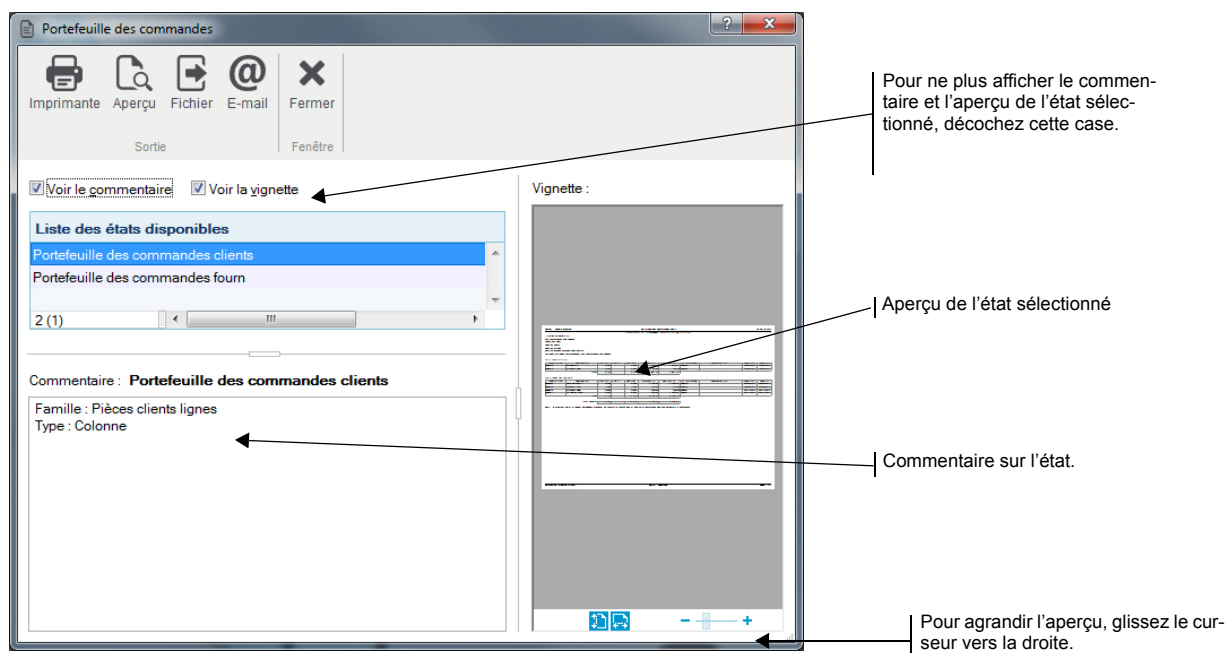 Portefeuille des commandes
?
X
Imprimante Aperçu Fichier E-mail Fermer
Sortie Fenêtre
Voir le commentaire Voir la vignette
Liste des états disponibles
Portefeuille des commandes clients
Portefeuille des commandes fourn
2 (1)
Commentaire : Portefeuille des commandes clients
Famille : Pièces clients lignes
Type : Colonne
Vignette :
Pour ne plus afficher le commen-
taire et l'aperçu de l'état sélec-
tionné, décochez cette case.
Aperçu de l'état sélectionné
Commentaire sur l'état.
Pour agrandir l'aperçu, glissez le cur-
seur vers la droite.